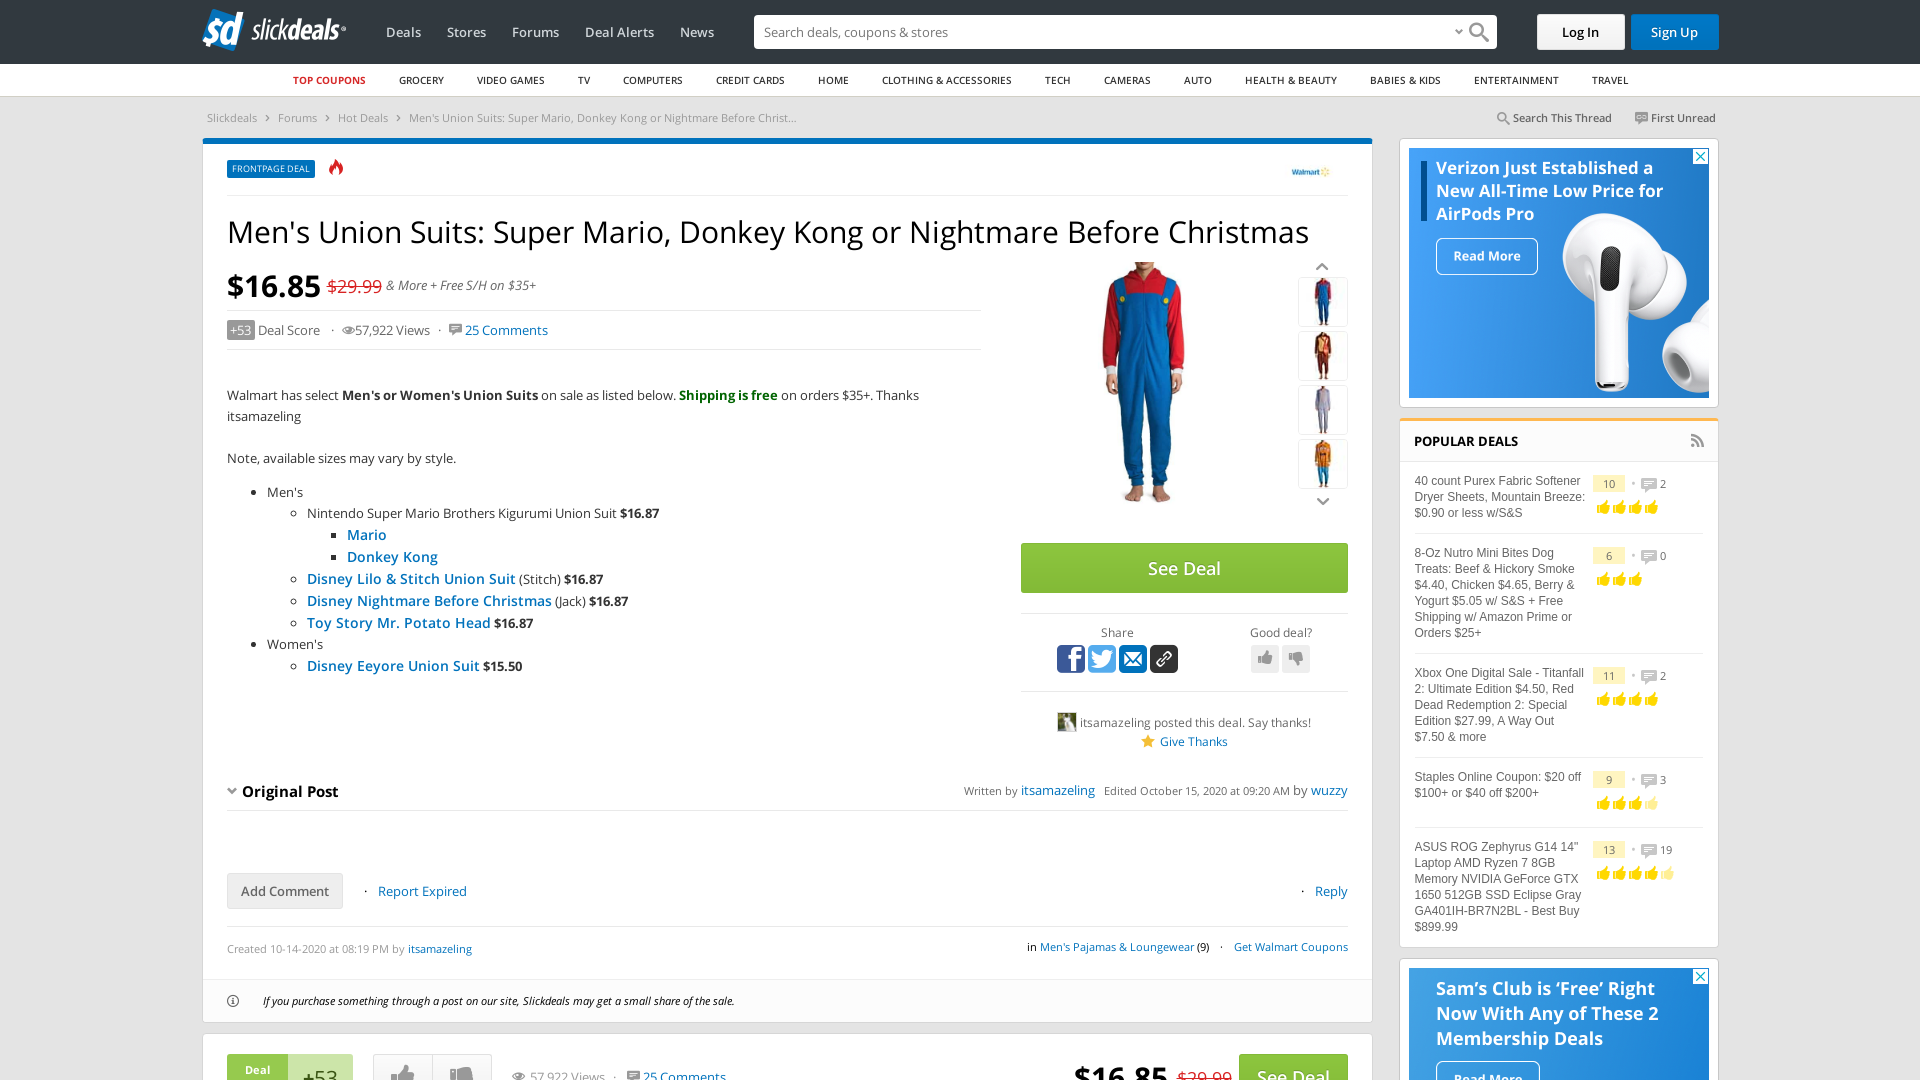 slickdeals
Deals
Stores
Forums
Deal Alerts
News
Search deals, coupons & stores
Log In
Sign Up
TOP COUPONS
GROCERY
VIDEO GAMES
TV
COMPUTERS
CREDIT CARDS
HOME
CLOTHING & ACCESSORIES
TECH
CAMERAS
AUTO
HEALTH & BEAUTY
BABIES & KIDS
ENTERTAINMENT
TRAVEL
Slickdeals › Forums › Hot Deals › Men's Union Suits: Super Mario, Donkey Kong or Nightmare Before Christ...
Search This Thread
First Unread
FRONTPAGE DEAL
Walmart
Men's Union Suits: Super Mario, Donkey Kong or Nightmare Before Christmas
$16.85 $29.99 & More + Free S/H on $35+
+53 Deal Score · 57,922 Views · 25 Comments
Walmart has select Men's or Women's Union Suits on sale as listed below. Shipping is free on orders $35+. Thanks
itsamazeling
Note, available sizes may vary by style.
Men's
Nintendo Super Mario Brothers Kigurumi Union Suit $16.87
Mario
Donkey Kong
Disney Lilo & Stitch Union Suit (Stitch) $16.87
Disney Nightmare Before Christmas (Jack) $16.87
Toy Story Mr. Potato Head $16.87
Women's
Disney Eeyore Union Suit $15.50
See Deal
Share
Good deal?
itsamazeling posted this deal. Say thanks!
Give Thanks
Original Post
Written by itsamazeling Edited October 15, 2020 at 09:20 AM by wuzzy
Add Comment · Report Expired
· Reply
Created 10-14-2020 at 08:19 PM by itsamazeling
in Men's Pajamas & Loungewear (9) · Get Walmart Coupons
If you purchase something through a post on our site, Slickdeals may get a small share of the sale.
Deal
+53
57,922 Views · 25 Comments
$16.85 $29.99
See Deal
Verizon Just Established a
New All-Time Low Price for
AirPods Pro
Read More
POPULAR DEALS
40 count Purex Fabric Softener
Dryer Sheets, Mountain Breeze:
$0.90 or less w/S&S
10 • 2
8-Oz Nutro Mini Bites Dog
Treats: Beef & Hickory Smoke
$4.40, Chicken $4.65, Berry &
Yogurt $5.05 w/ S&S + Free
Shipping w/ Amazon Prime or
Orders $25+
6 • 0
Xbox One Digital Sale - Titanfall
2: Ultimate Edition $4.50, Red
Dead Redemption 2: Special
Edition $27.99, A Way Out
$7.50 & more
11 • 2
Staples Online Coupon: $20 off
$100+ or $40 off $200+
9 • 3
ASUS ROG Zephyrus G14 14"
Laptop AMD Ryzen 7 8GB
Memory NVIDIA GeForce GTX
1650 512GB SSD Eclipse Gray
GA401IH-BR7N2BL - Best Buy
$899.99
13 • 19
Sam's Club is ‘Free’ Right
Now With Any of These 2
Membership Deals
Read More